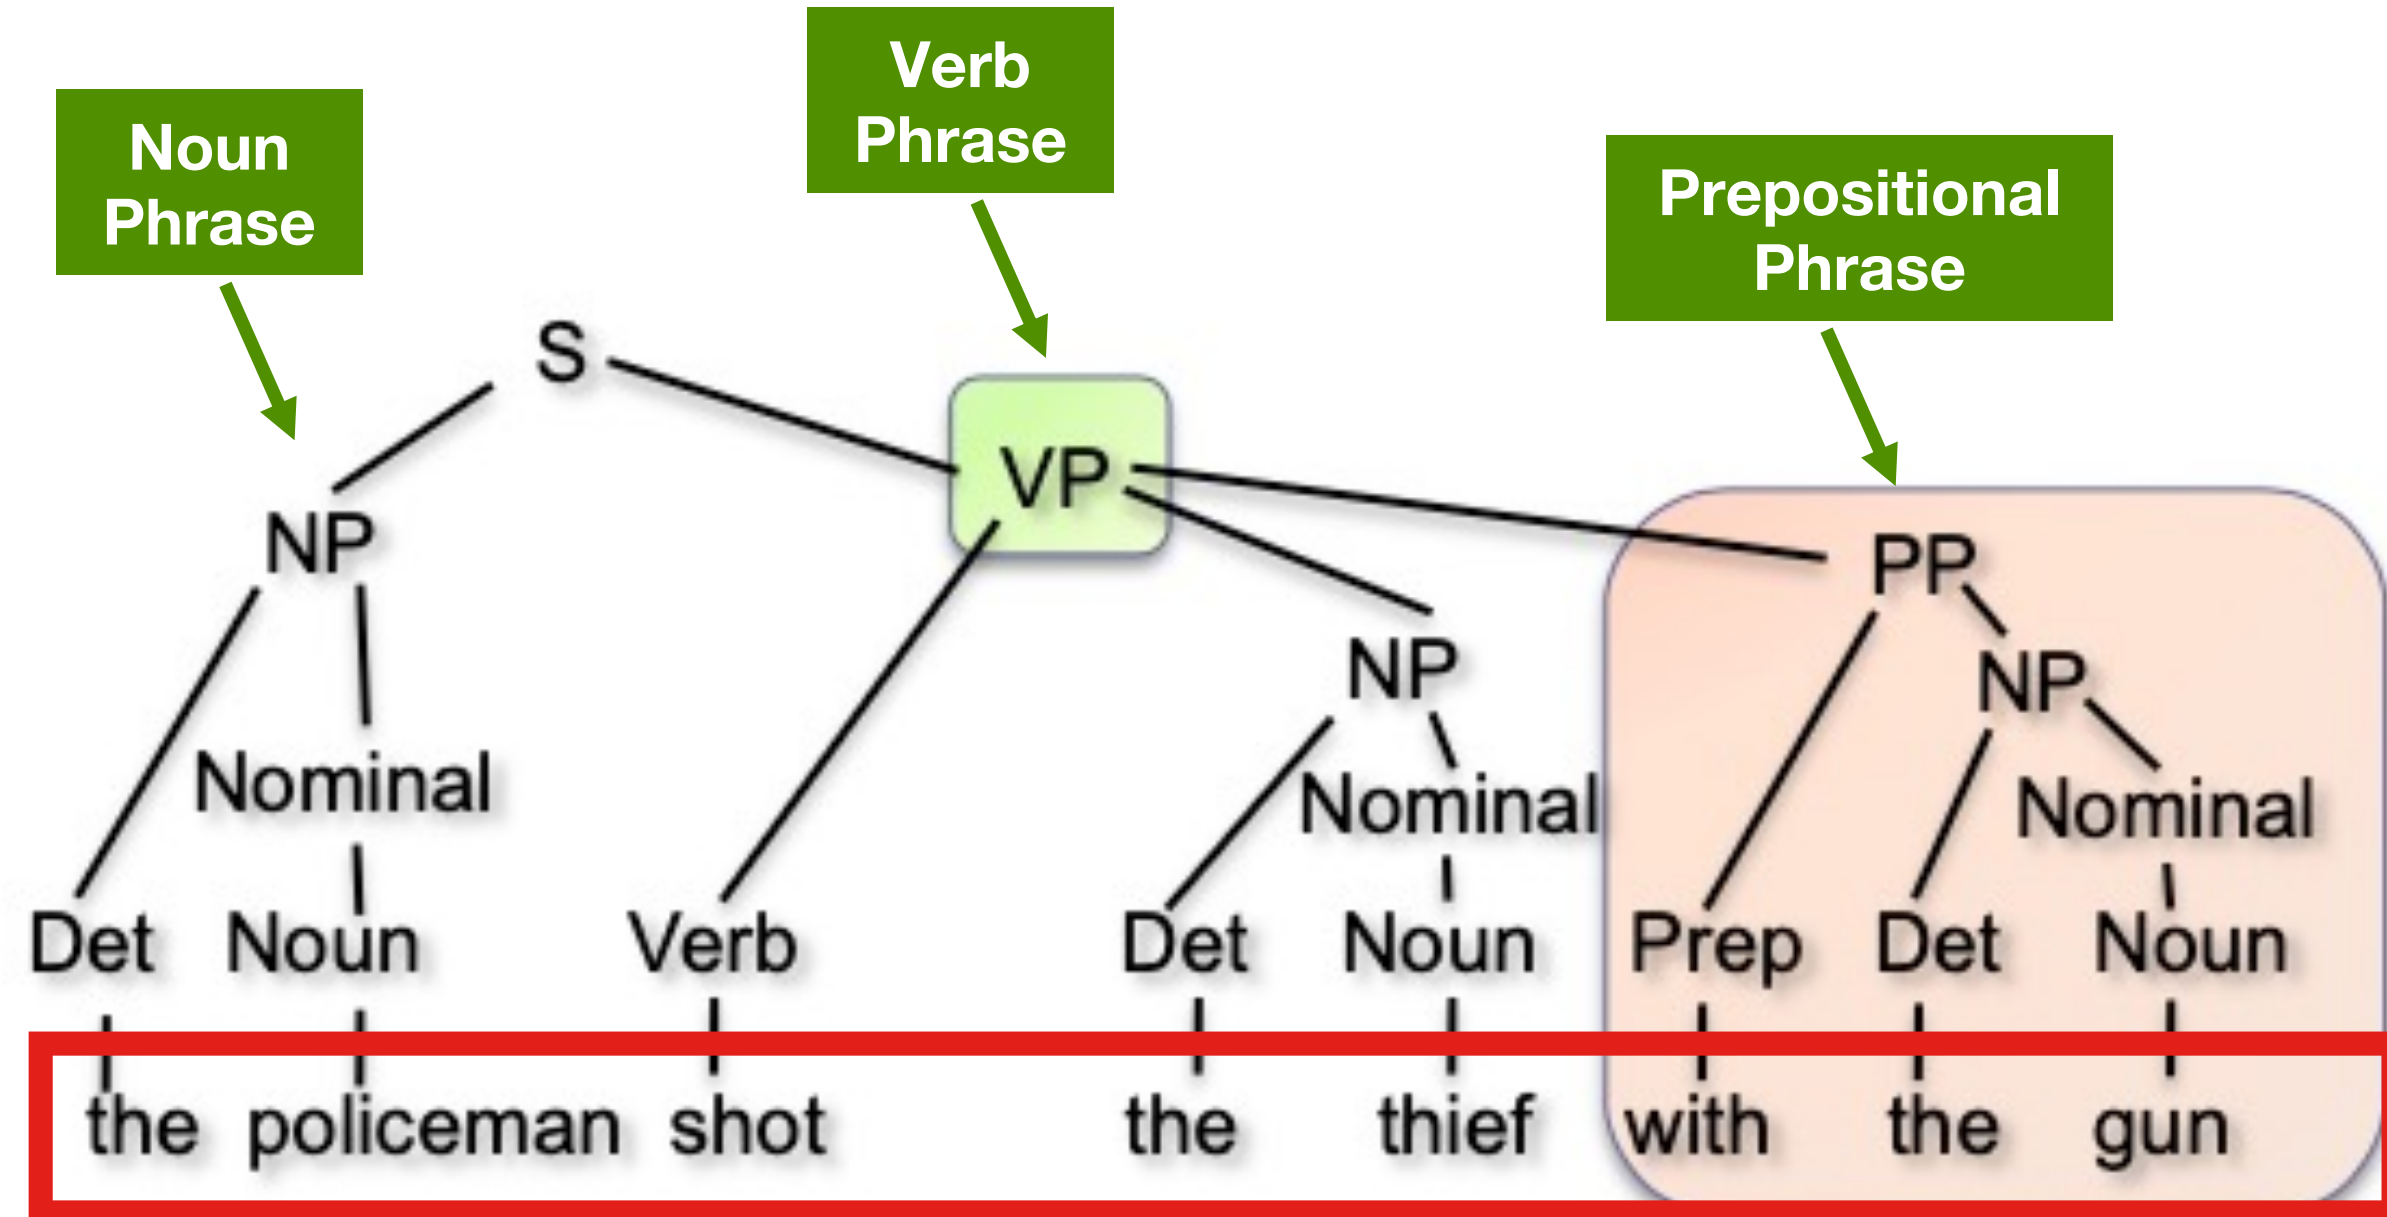 Verb
Phrase
Noun
Phrase
Prepositional
Phrase
S
VP
NP
PP
NP
NP
Nominal
Nominal
Nominal
Det Noun Verb Det Noun Prep Det Noun
the policeman shot the thief with the gun